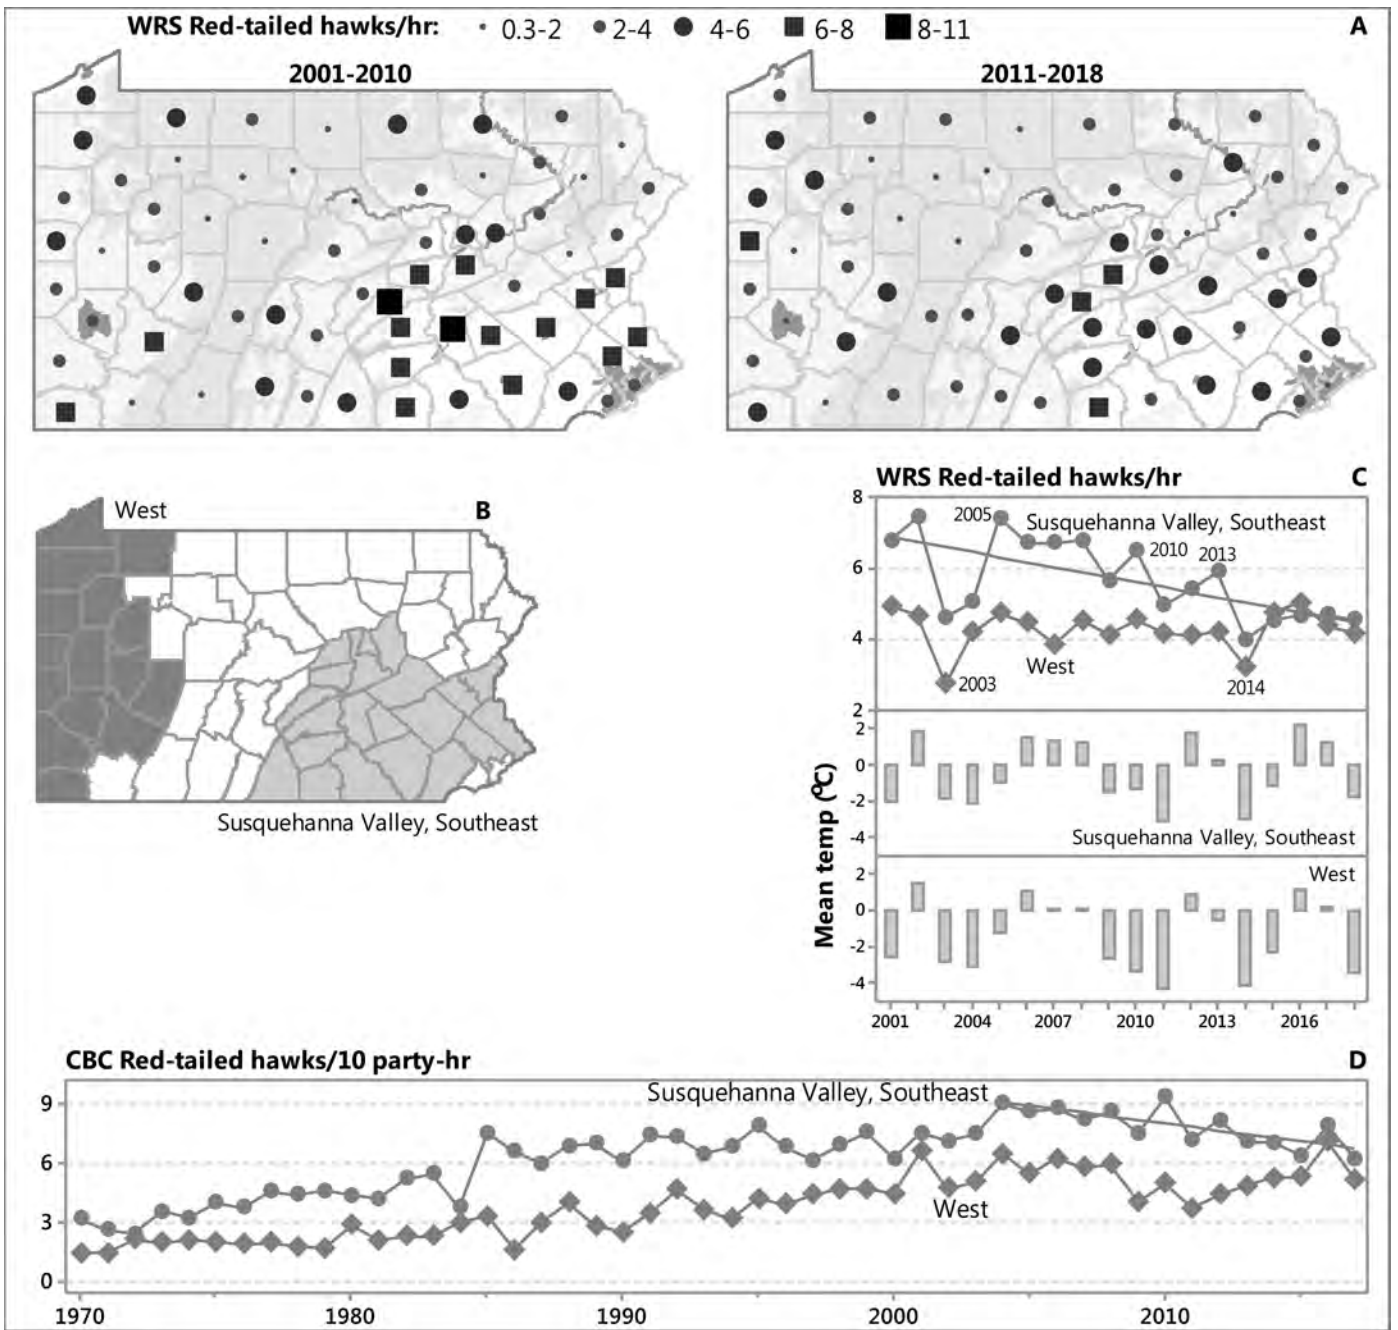 WRS Red-tailed hawks/hr: 0.3-2 2-4 4-6 6-8 8-11 A
2001-2010 2011-2018
B
West
Susquehanna Valley, Southeast
WRS Red-tailed hawks/hr C
8
6
4
2
2005
Susquehanna Valley, Southeast
2010
2013
West
2003
2014
Mean temp (ºC)
2
0
-2
-4
Susquehanna Valley, Southeast
2
0
-2
-4
West
2001 2004 2007 2010 2013 2016
CBC Red-tailed hawks/10 party-hr D
Susquehanna Valley, Southeast
9
6
3
0
West
1970 1980 1990 2000 2010